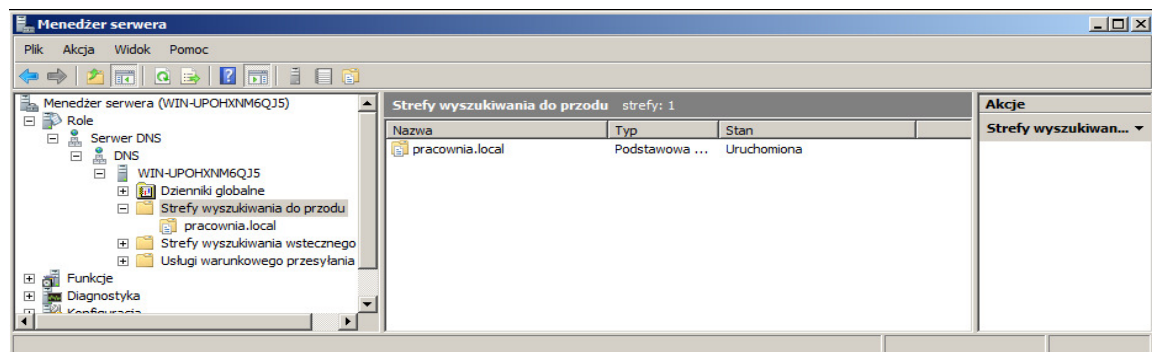 Menedżer serwera
Plik Akcja Widok Pomoc
Menedżer serwera (WIN-UPOHXNM6QJ5)
Role
Serwer DNS
DNS
WIN-UPOHXNM6QJ5
Dzienniki globalne
Strefy wyszukiwania do przodu
pracownia.local
Strefy wyszukiwania wstecznego
Usługi warunkowego przesyłania
Funkcje
Diagnostyka
Konfiguracja
Strefy wyszukiwania do przodu strefy: 1
Nazwa Typ Stan
pracownia.local Podstawowa ... Uruchomiona
Akcje
Strefy wyszukiwan...